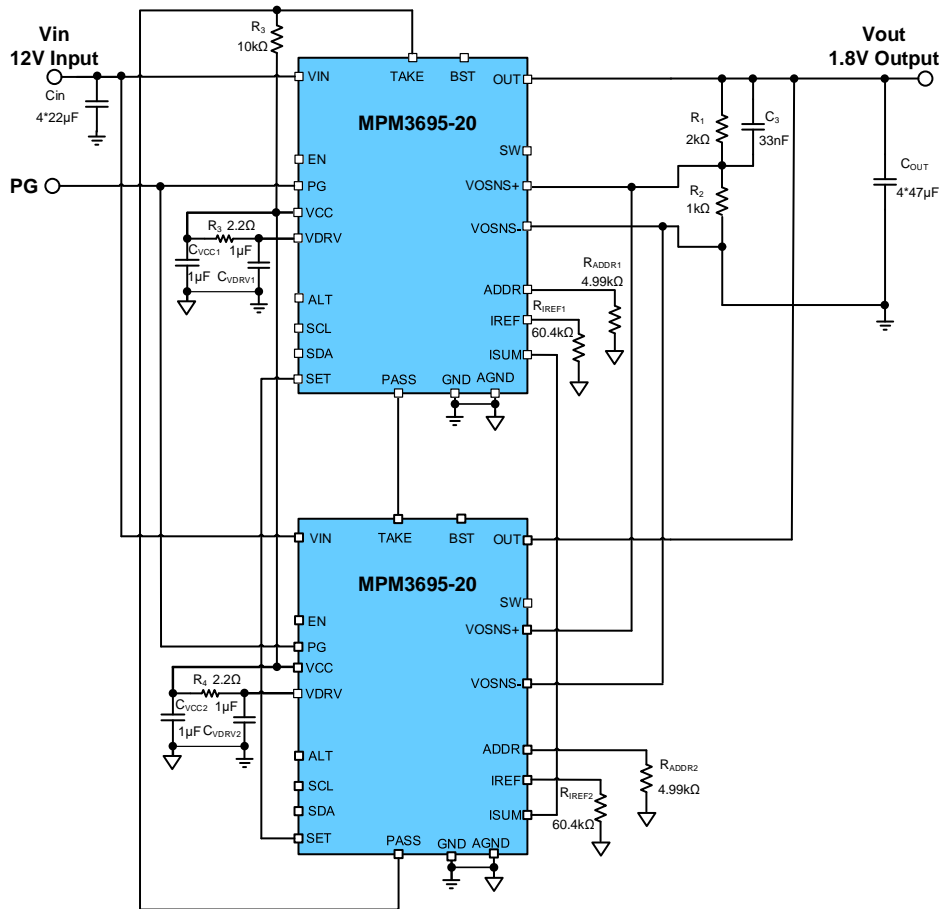 Vin
12V Input
Cin
4*22µF
PG
R3
10kΩ
TAKE
BST
VIN
OUT
MPM3695-20
EN
SW
PG
VOSNS+
VCC
VDRV
VOSNS-
R3 2.2Ω
CVCC1
1µF
1µF
CVDRV1
ALT
SCL
SDA
SET
ADDR
IREF
ISUM
PASS
GND
AGND
RADDR1
4.99kΩ
RIREF1
60.4kΩ
R1
2kΩ
C3
33nF
R2
1kΩ
Vout
1.8V Output
COUT
4*47µF
TAKE
BST
VIN
OUT
MPM3695-20
EN
SW
PG
VOSNS+
VCC
VDRV
VOSNS-
R4 2.2Ω
CVCC2
1µF
1µF
CVDRV2
ALT
SCL
SDA
SET
ADDR
IREF
ISUM
PASS
GND
AGND
RADDR2
4.99kΩ
RIREF2
60.4kΩ